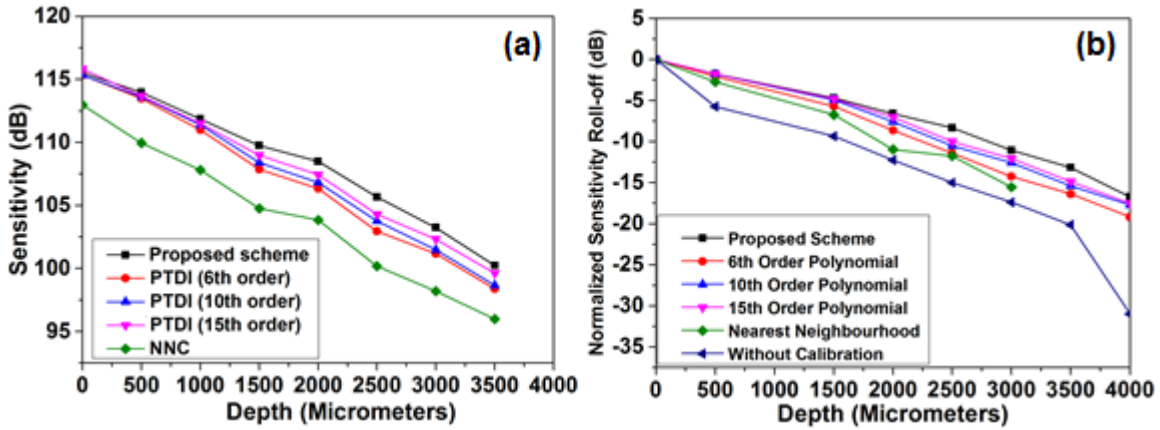 (a)
Sensitivity (dB)
120
115
110
105
100
95
Proposed scheme
PTDI (6th order)
PTDI (10th order)
PTDI (15th order)
NNC
0 500 1000 1500 2000 2500 3000 3500 4000
Depth (Micrometers)
(b)
Normalized Sensitivity Roll-off (dB)
5
0
-5
-10
-15
-20
-25
-30
-35
Proposed Scheme
6th Order Polynomial
10th Order Polynomial
15th Order Polynomial
Nearest Neighbourhood
Without Calibration
0 500 1000 1500 2000 2500 3000 3500 4000
Depth (Micrometers)